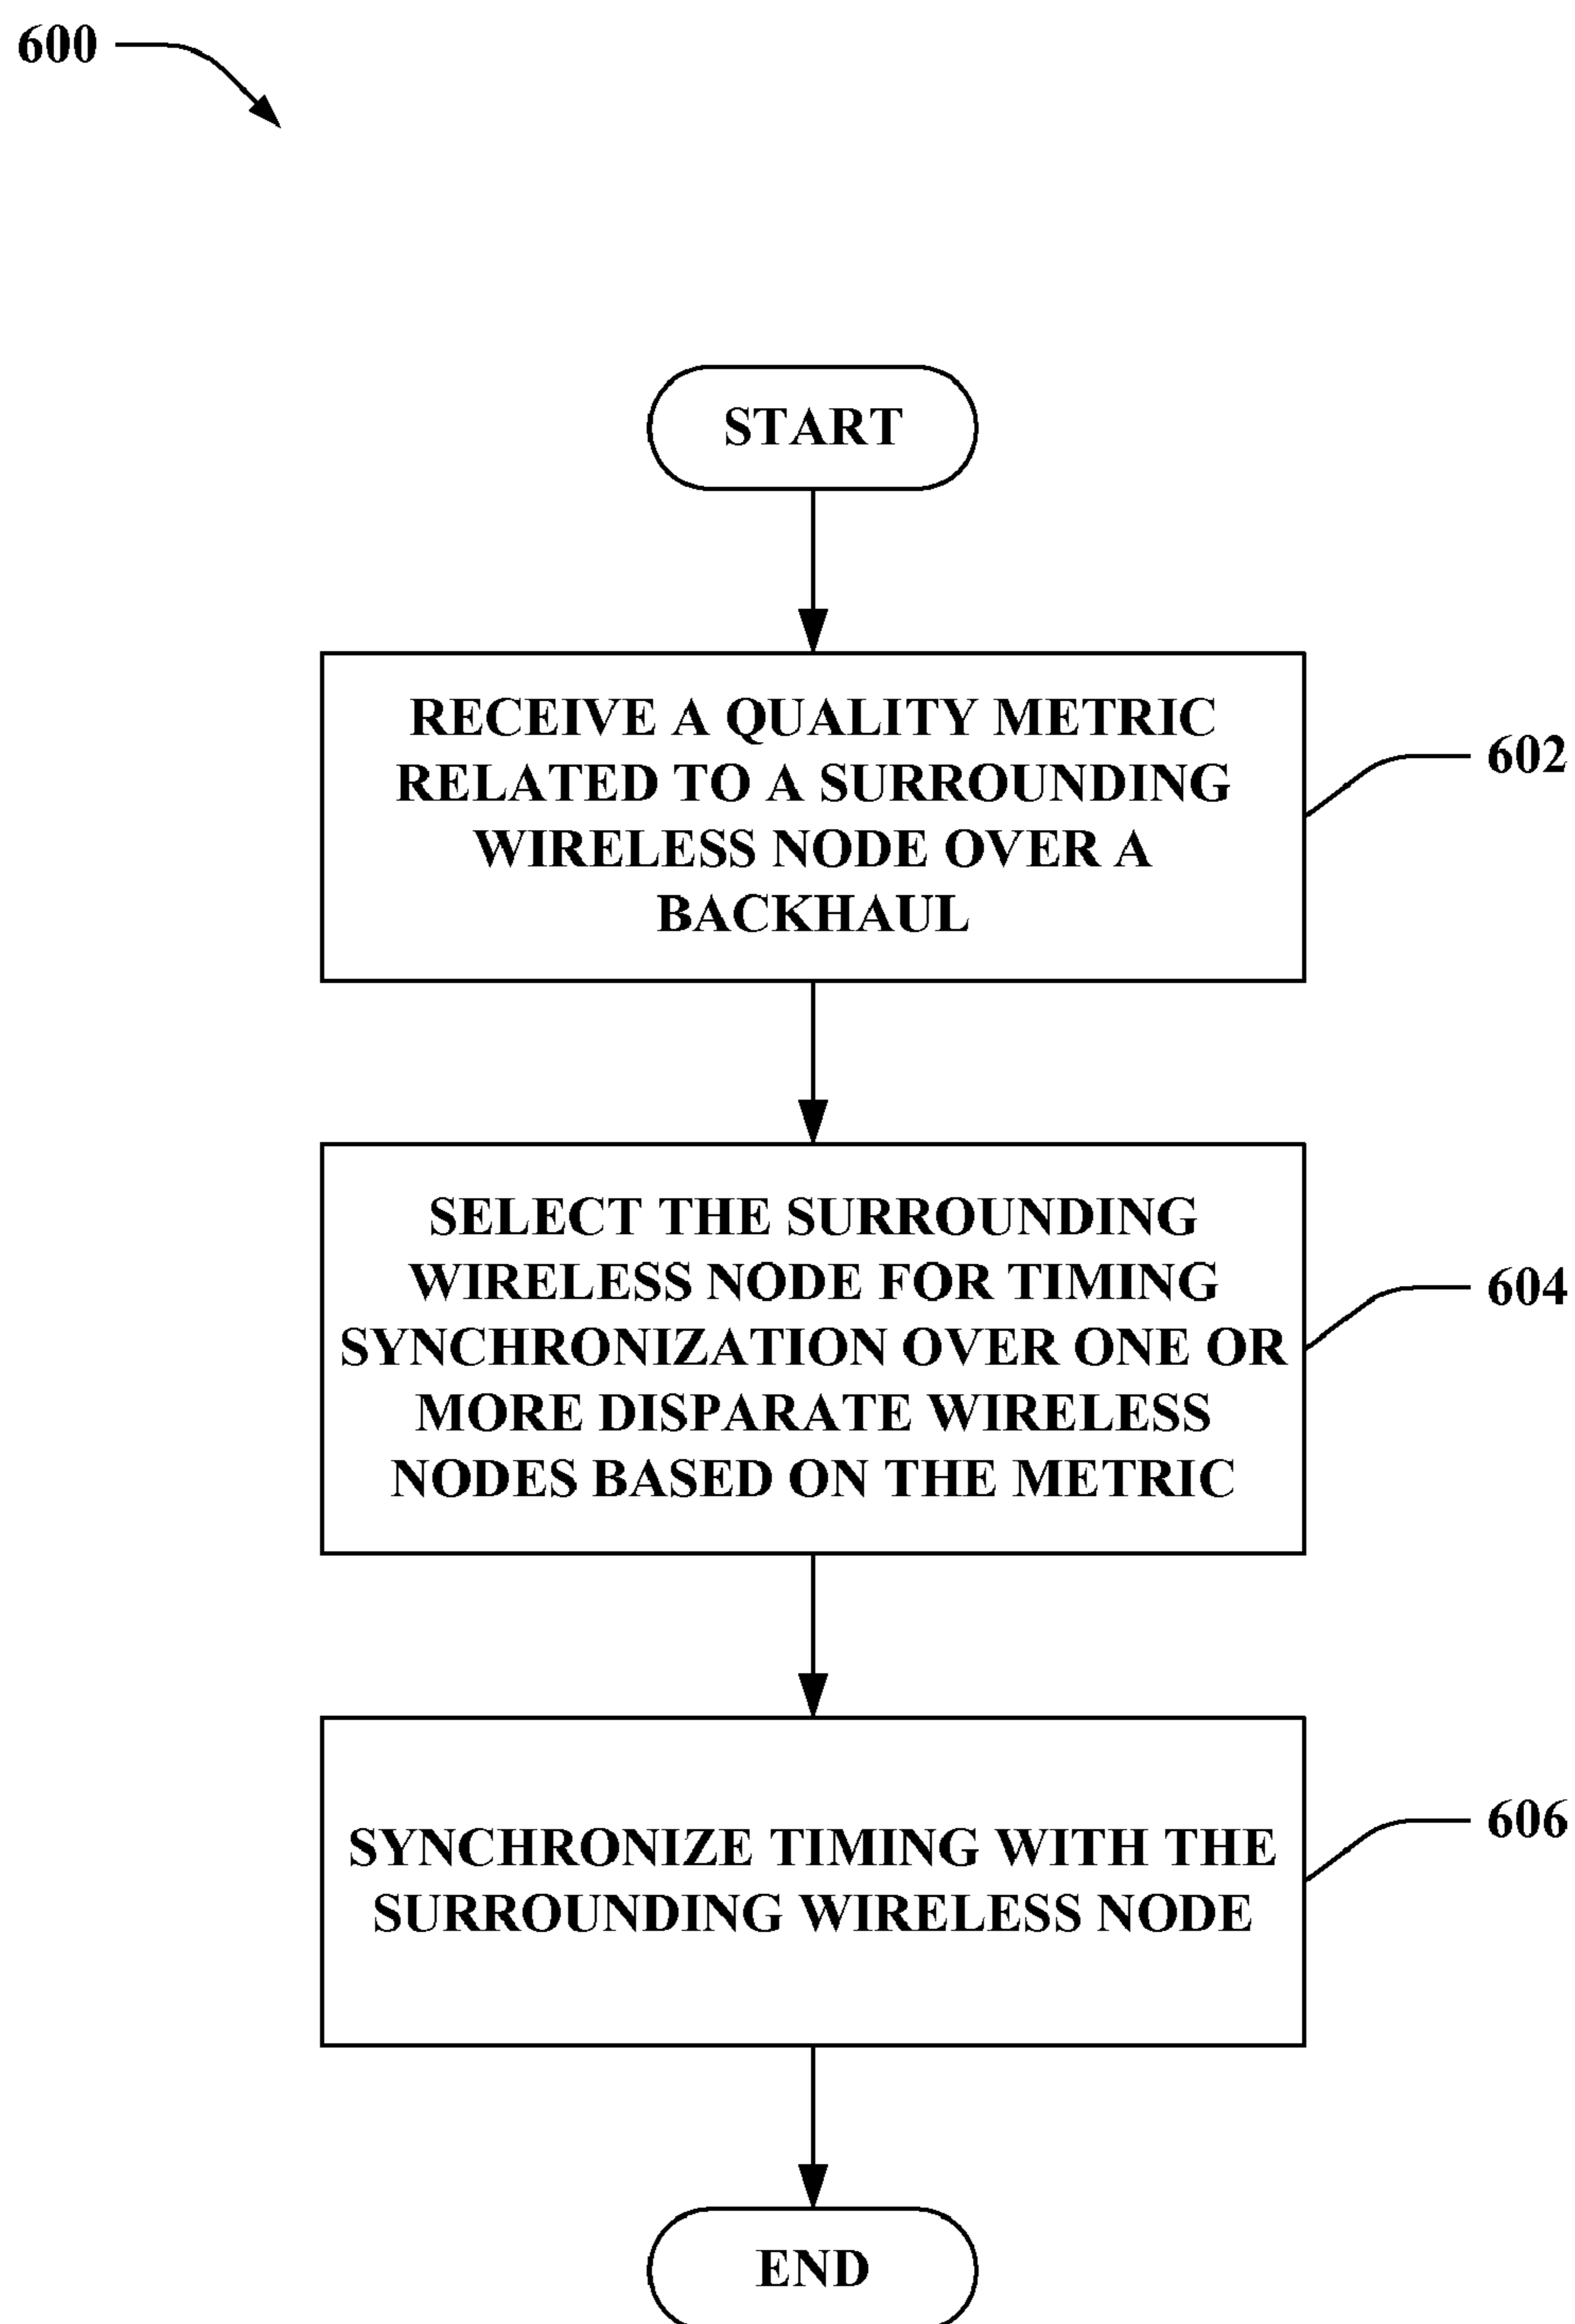 600
START
RECEIVE A QUALITY METRIC
RELATED TO A SURROUNDING
WIRELESS NODE OVER A
BACKHAUL
602
SELECT THE SURROUNDING
WIRELESS NODE FOR TIMING
SYNCHRONIZATION OVER ONE OR
MORE DISPARATE WIRELESS
NODES BASED ON THE METRIC
604
SYNCHRONIZE TIMING WITH THE
SURROUNDING WIRELESS NODE
606
END